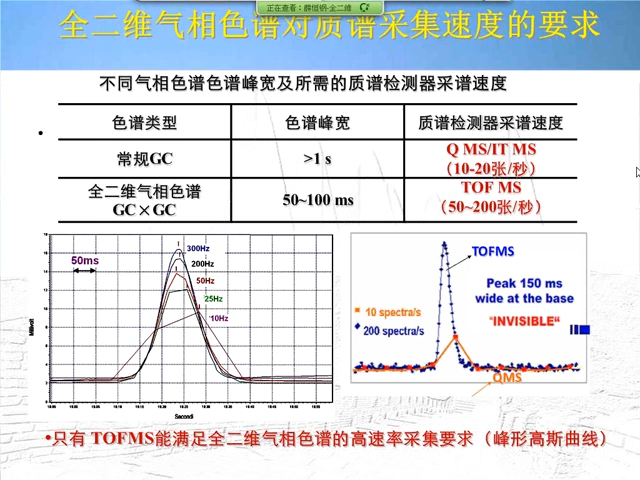 正在查看：薛恒钢-全二维
全二维气相色谱对质谱采集速度的要求
不同气相色谱色谱峰宽及所需的质谱检测器采谱速度
色谱类型 色谱峰宽 质谱检测器采谱速度
常规GC >1 s Q MS/IT MS
（10-20张/秒）
全二维气相色谱
GC×GC 50~100 ms TOF MS
（50~200张/秒）
300Hz
50ms
200Hz
50Hz
25Hz
10Hz
Millivolt
Seconds
TOFMS
Peak 150 ms
wide at the base
10 spectra/s
"INVISIBLE"
200 spectra/s
QMS
•只有 TOFMS能满足全二维气相色谱的高速率采集要求（峰形高斯曲线）